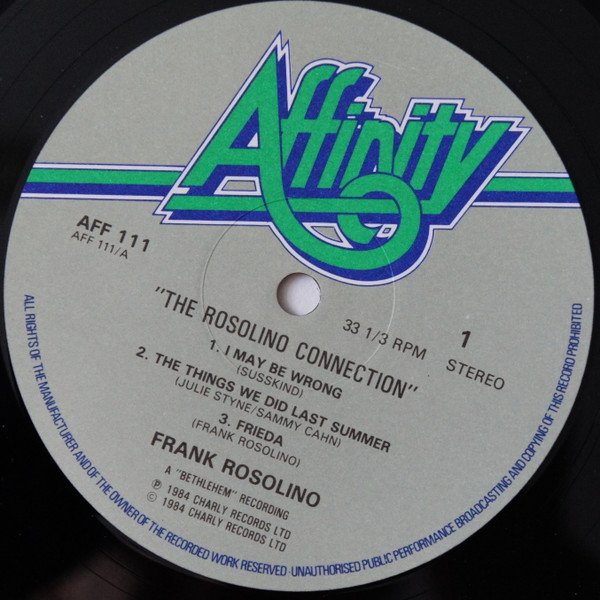 Affinity
AFF 111
AFF 111/A
"THE ROSOLINO CONNECTION"
33 1/3 RPM
1
STEREO
1. I MAY BE WRONG
(SUSSKIND)
2. THE THINGS WE DID LAST SUMMER
(JULIE STYNE/SAMMY CAHN)
3. FRIEDA
(FRANK ROSOLINO)
FRANK ROSOLINO
A "BETHLEHEM" RECORDING
℗ 1984 CHARLY RECORDS LTD
© 1984 CHARLY RECORDS LTD
ALL RIGHTS OF THE MANUFACTURER AND OF THE OWNER OF THE RECORDED WORK RESERVED · UNAUTHORISED PUBLIC PERFORMANCE BROADCASTING AND COPYING OF THIS RECORD PROHIBITED